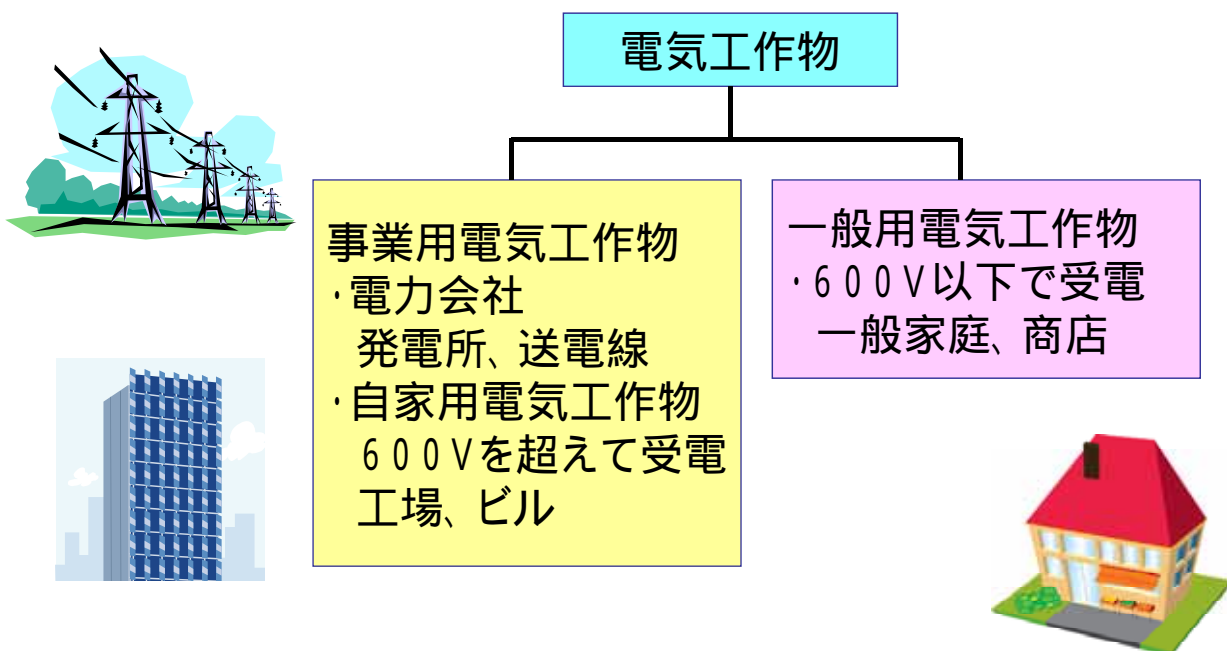 電気工作物
事業用電気工作物
・電力会社
発電所、送電線
・自家用電気工作物
600Vを超えて受電
工場、ビル
一般用電気工作物
・600V以下で受電
一般家庭、商店